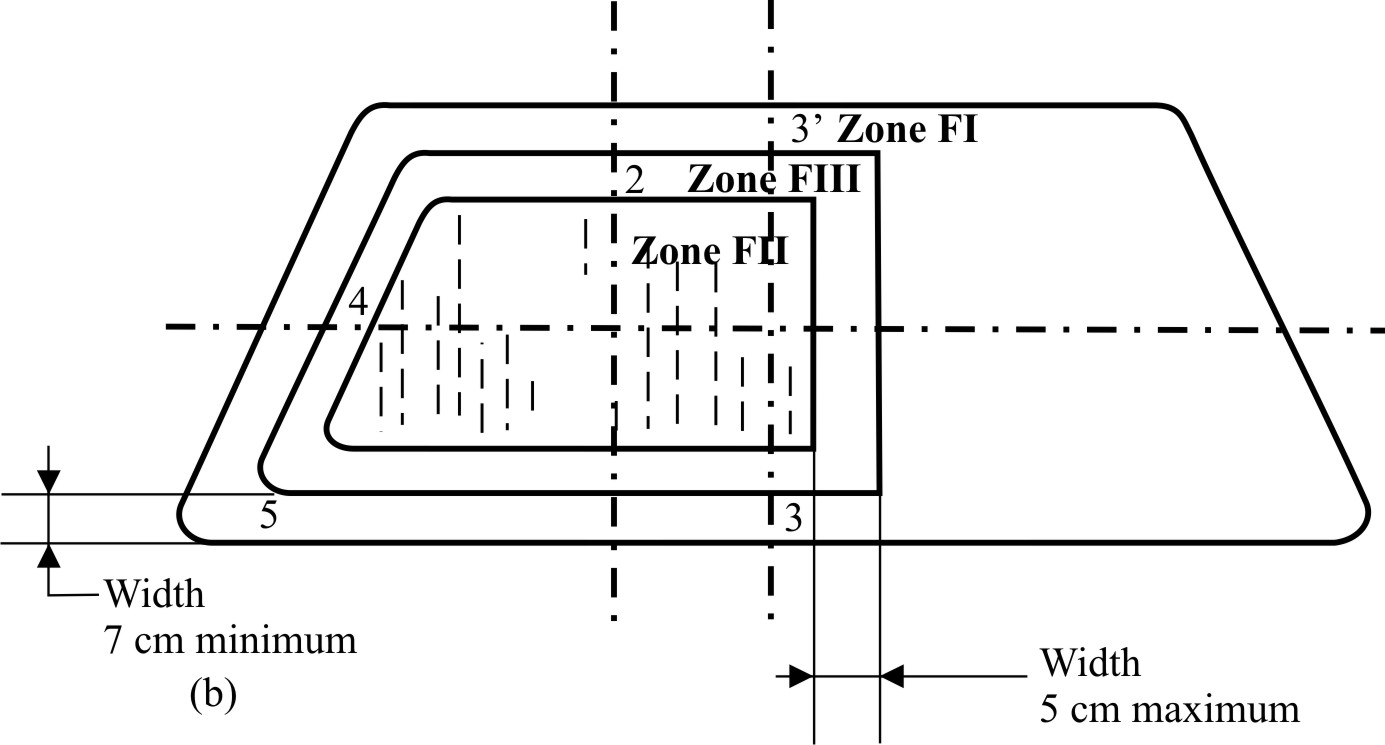 3’ Zone FI
2 Zone FIII
Zone FII
4
5
3
Width
7 cm minimum
(b)
Width
5 cm maximum